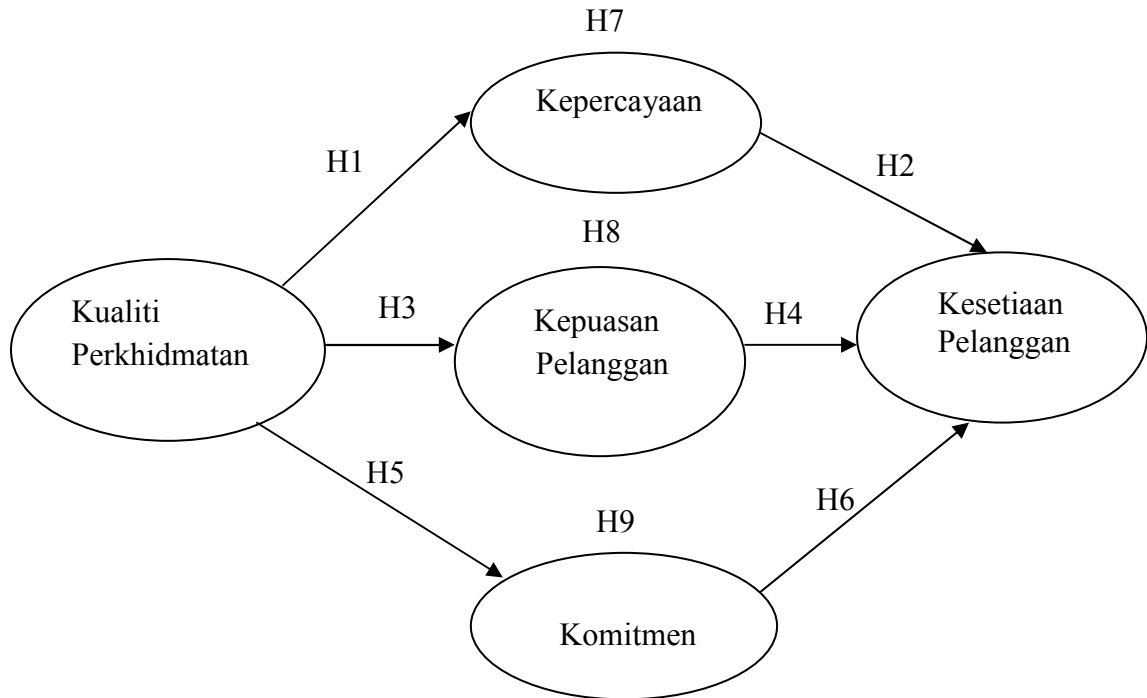 H7
Kepercayaan
H1
H2
H8
Kualiti
Perkhidmatan
H3
Kepuasan
Pelanggan
H4
Kesetiaan
Pelanggan
H5
H9
H6
Komitmen